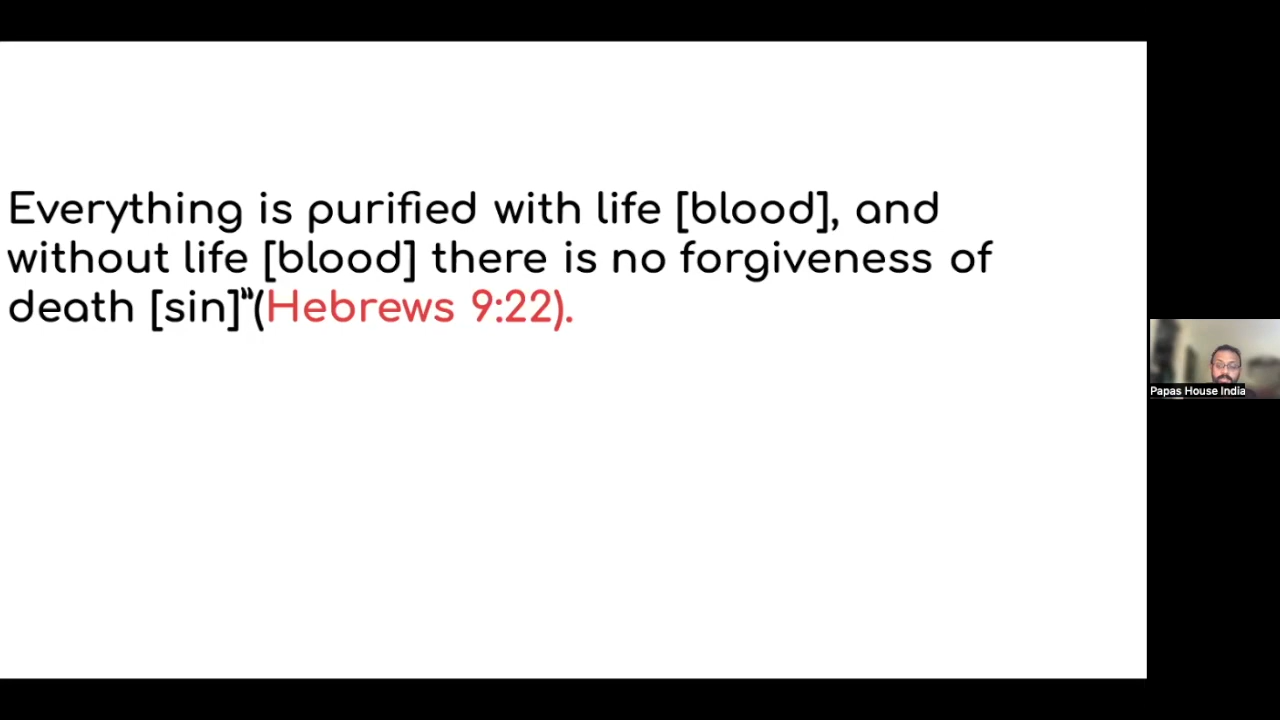 Everything is purified with life [blood], and
without life [blood] there is no forgiveness of
death [sin]"(Hebrews 9:22).
Papas House India